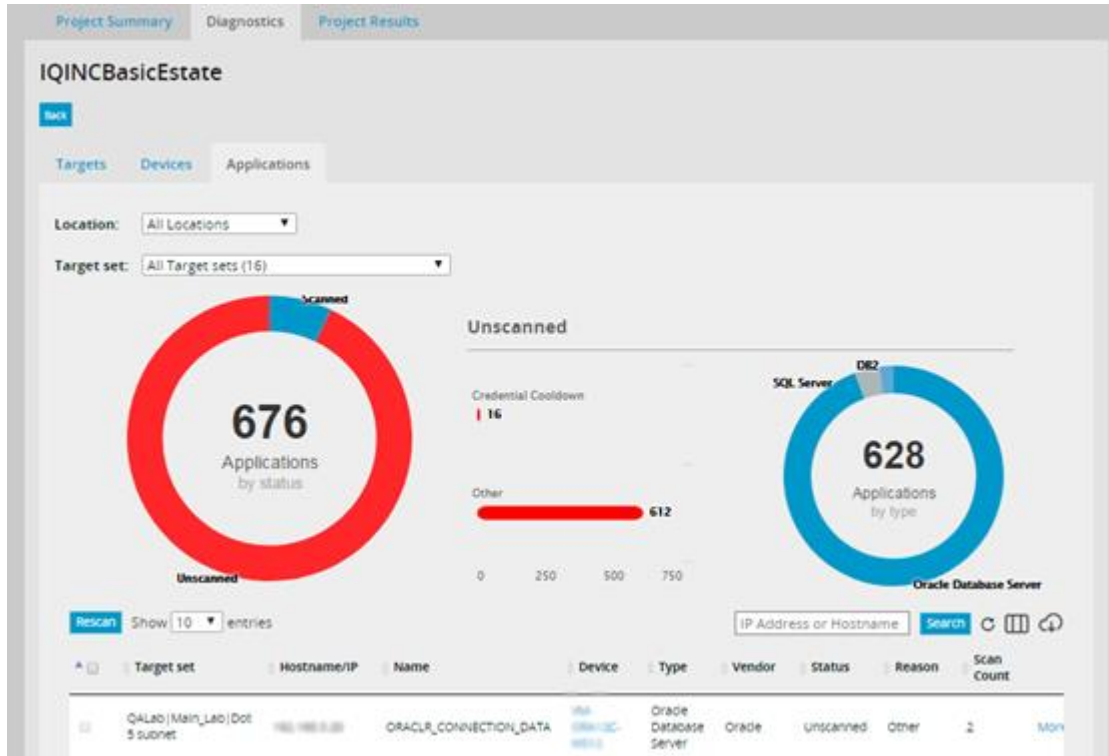 Project Summary Diagnostics Project Results
IQINCBasicEstate
Back
Targets Devices Applications
Location: All Locations
Target set: All Target sets (16)
Scanned
676
Applications
by status
Unscanned
Unscanned
Credential Cooldown
16
Other
612
0 250 500 750
DB2
SQL Server
628
Applications
by type
Oracle Database Server
Rescan Show 10 entries
IP Address or Hostname Search
Target set Hostname/IP Name Device Type Vendor Status Reason Scan Count
QALab|Main_Lab|Dot
5 subnet
ORACLR_CONNECTION_DATA
Oracle
Database
Server
Oracle Unscanned Other 2 More